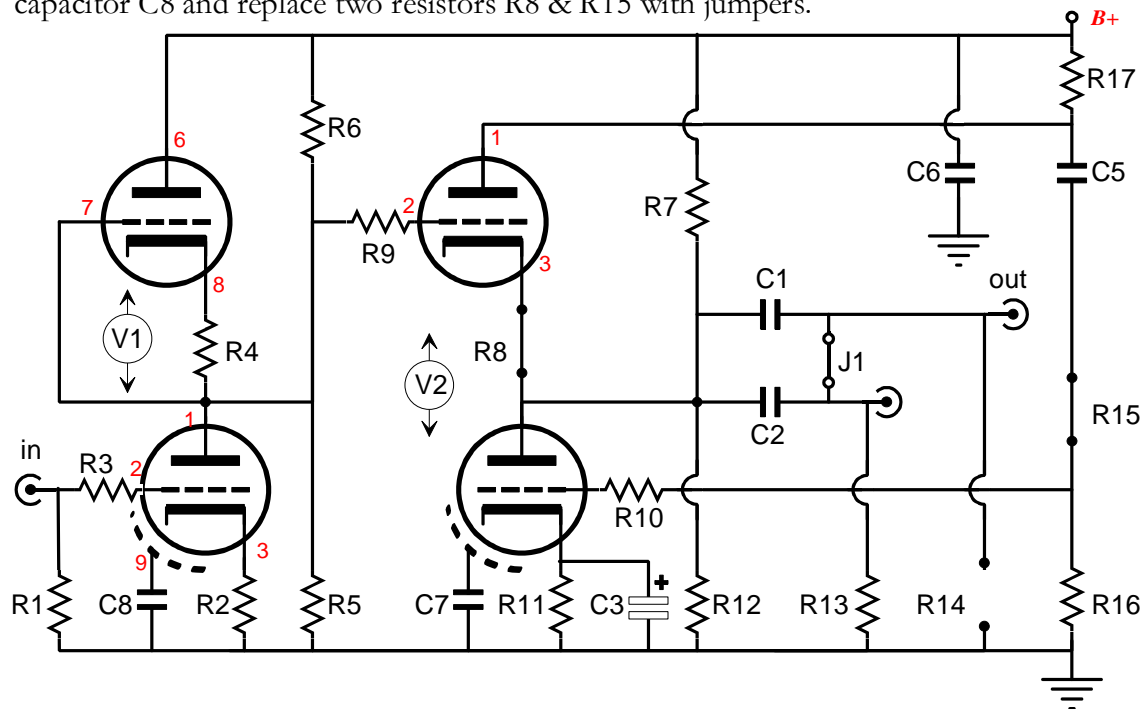 capacitor C8 and replace two resistors R8 & R15 with jumpers.
B+
R17
6
R6
1
C6
C5
7
2
R7
R9
3
8
C1
out
V1
R4
R8
J1
V2
1
C2
R15
in
R3
2
R10
9
3
R1
C8
R2
R5
C7
R11
C3
+
R12
R13
R14
R16